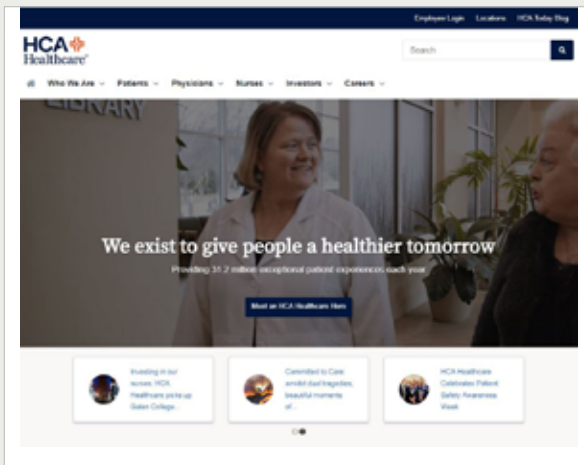 Employee Login Locations HCA Today Blog
HCA
Healthcare
Search
Who We Are Patients Physicians Nurses Investors Careers
LIBRARY
We exist to give people a healthier tomorrow
Providing 31.2 million exceptional patient experiences each year
Meet an HCA Healthcare Hero
Investing in our
nurses: HCA
Healthcare picks up
Galen College...
Committed to Care:
amidst dual tragedies,
beautiful moments
of...
HCA Healthcare
Celebrates Patient
Safety Awareness
Week